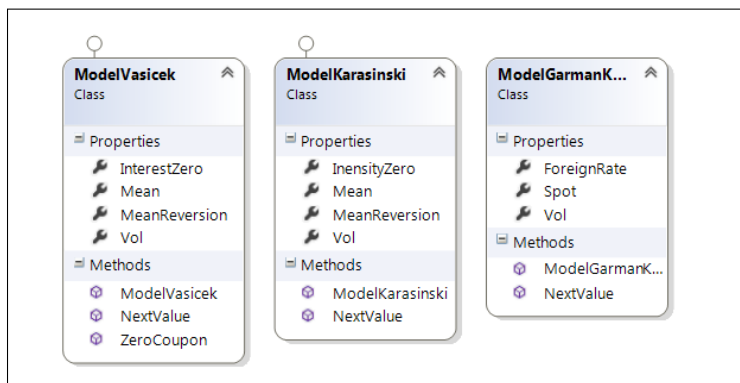 ModelVasicek
Class
Properties
InterestZero
Mean
MeanReversion
Vol
Methods
ModelVasicek
NextValue
ZeroCoupon
ModelKarasinski
Class
Properties
InensityZero
Mean
MeanReversion
Vol
Methods
ModelKarasinski
NextValue
ModelGarmanK...
Class
Properties
ForeignRate
Spot
Vol
Methods
ModelGarmanK...
NextValue